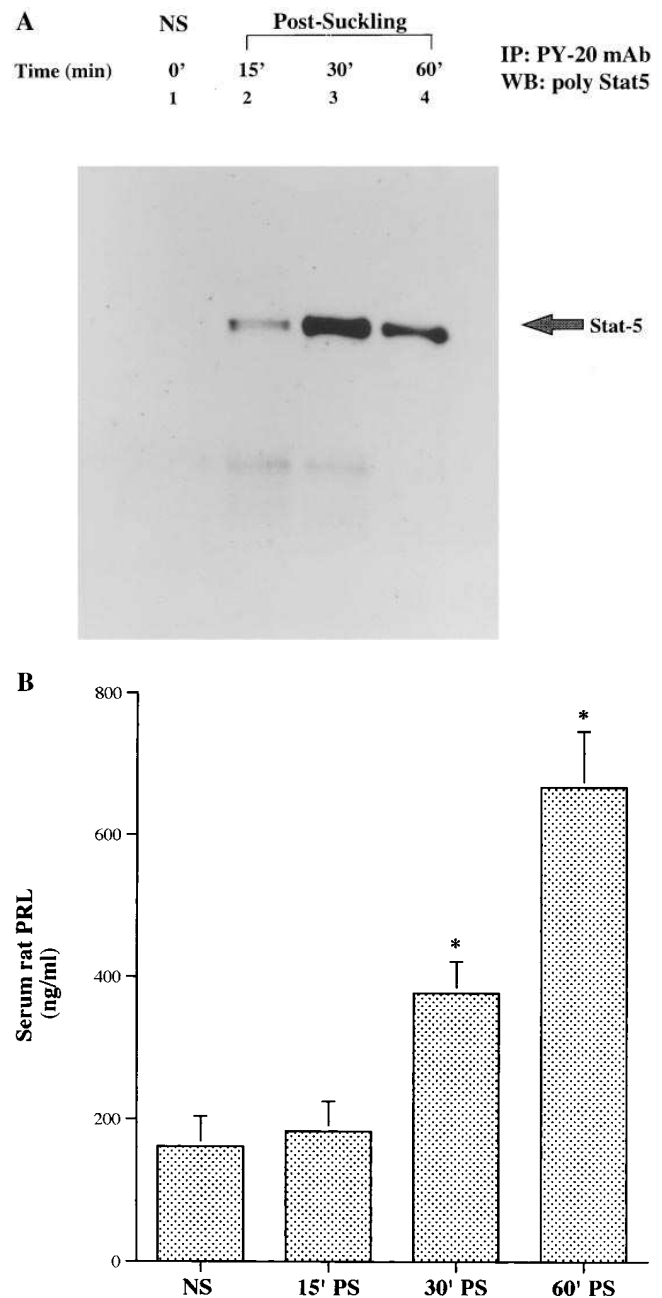 A
NS Post-Suckling
Time (min) 0' 15' 30' 60'
1 2 3 4
IP: PY-20 mAb
WB: poly Stat5
Stat-5
B
800
600
400
200
0
Serum rat PRL
(ng/ml)
*
*
NS 15' PS 30' PS 60' PS